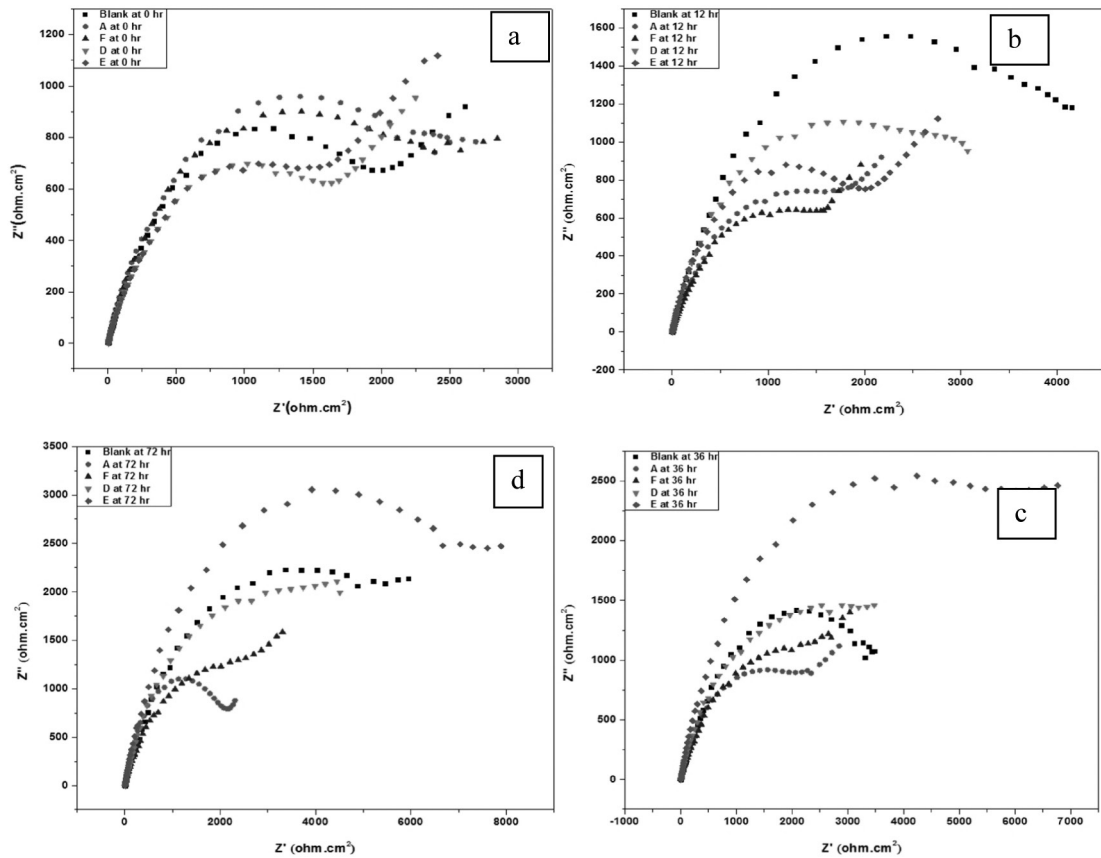 Blank at 0 hr
A at 0 hr
F at 0 hr
D at 0 hr
E at 0 hr
a
1200
1000
800
600
400
200
0
Z"(ohm.cm²)
0 500 1000 1500 2000 2500 3000
Z'(ohm.cm²)
Blank at 12 hr
A at 12 hr
F at 12 hr
D at 12 hr
E at 12 hr
b
1600
1400
1200
1000
800
600
400
200
0
-200
Z" (ohm.cm²)
0 1000 2000 3000 4000
Z' (ohm.cm²)
Blank at 72 hr
A at 72 hr
F at 72 hr
D at 72 hr
E at 72 hr
d
3500
3000
2500
2000
1500
1000
500
0
Z" (ohm.cm²)
0 2000 4000 6000 8000
Z' (ohm.cm²)
Blank at 36 hr
A at 36 hr
F at 36 hr
D at 36 hr
E at 36 hr
c
2500
2000
1500
1000
500
0
Z" (ohm.cm²)
-1000 0 1000 2000 3000 4000 5000 6000 7000
Z' (ohm.cm²)